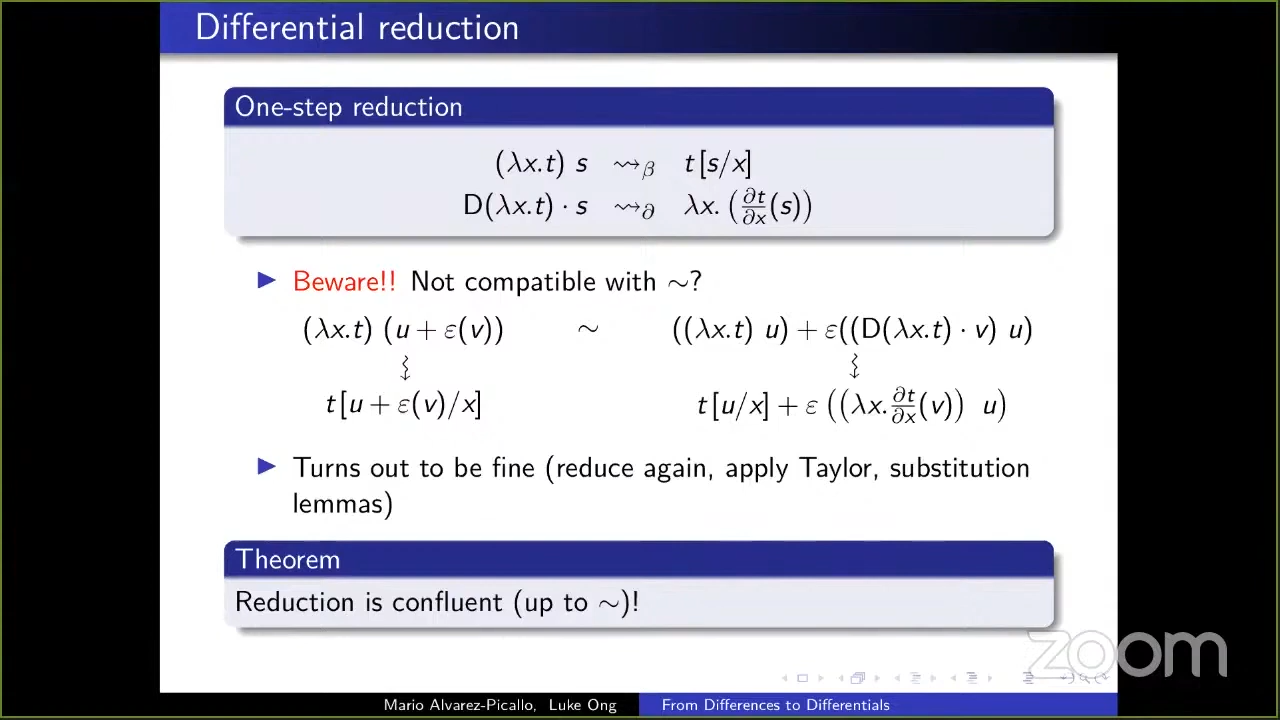 Differential reduction
One-step reduction
(λx.t) s ⇝β t[s/x]
D(λx.t) · s ⇝∂ λx. (∂t/∂x(s))
▶ Beware!! Not compatible with ∼?
(λx.t) (u + ε(v)) ∼ ((λx.t) u) + ε((D(λx.t) · v) u)
t[u + ε(v)/x] t[u/x] + ε ((λx.∂t/∂x(v)) u)
▶ Turns out to be fine (reduce again, apply Taylor, substitution
lemmas)
Theorem
Reduction is confluent (up to ∼)!
zoom
Mario Alvarez-Picallo, Luke Ong From Differences to Differentials